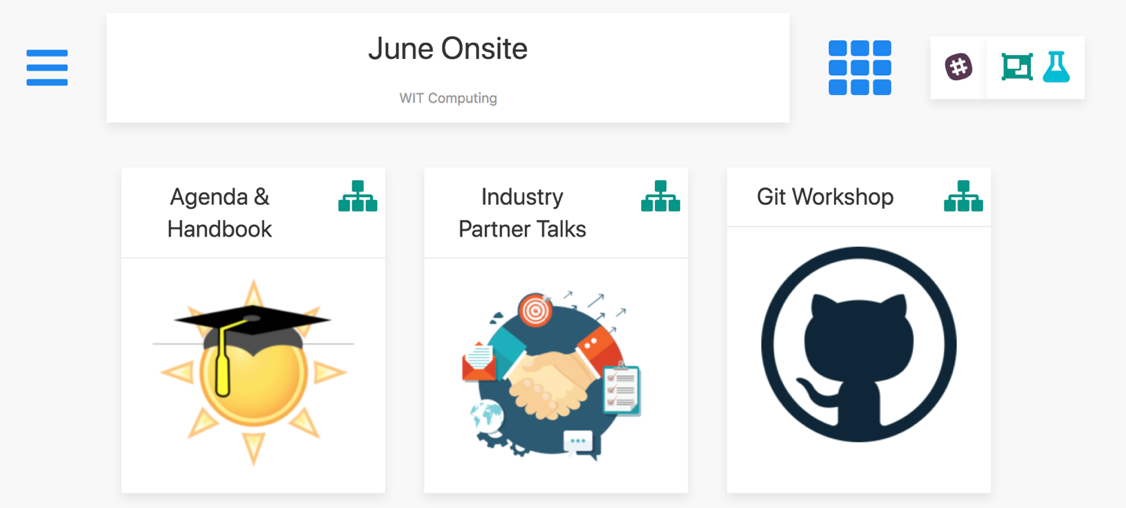 June Onsite
WIT Computing
Agenda &
Handbook
Industry
Partner Talks
Git Workshop